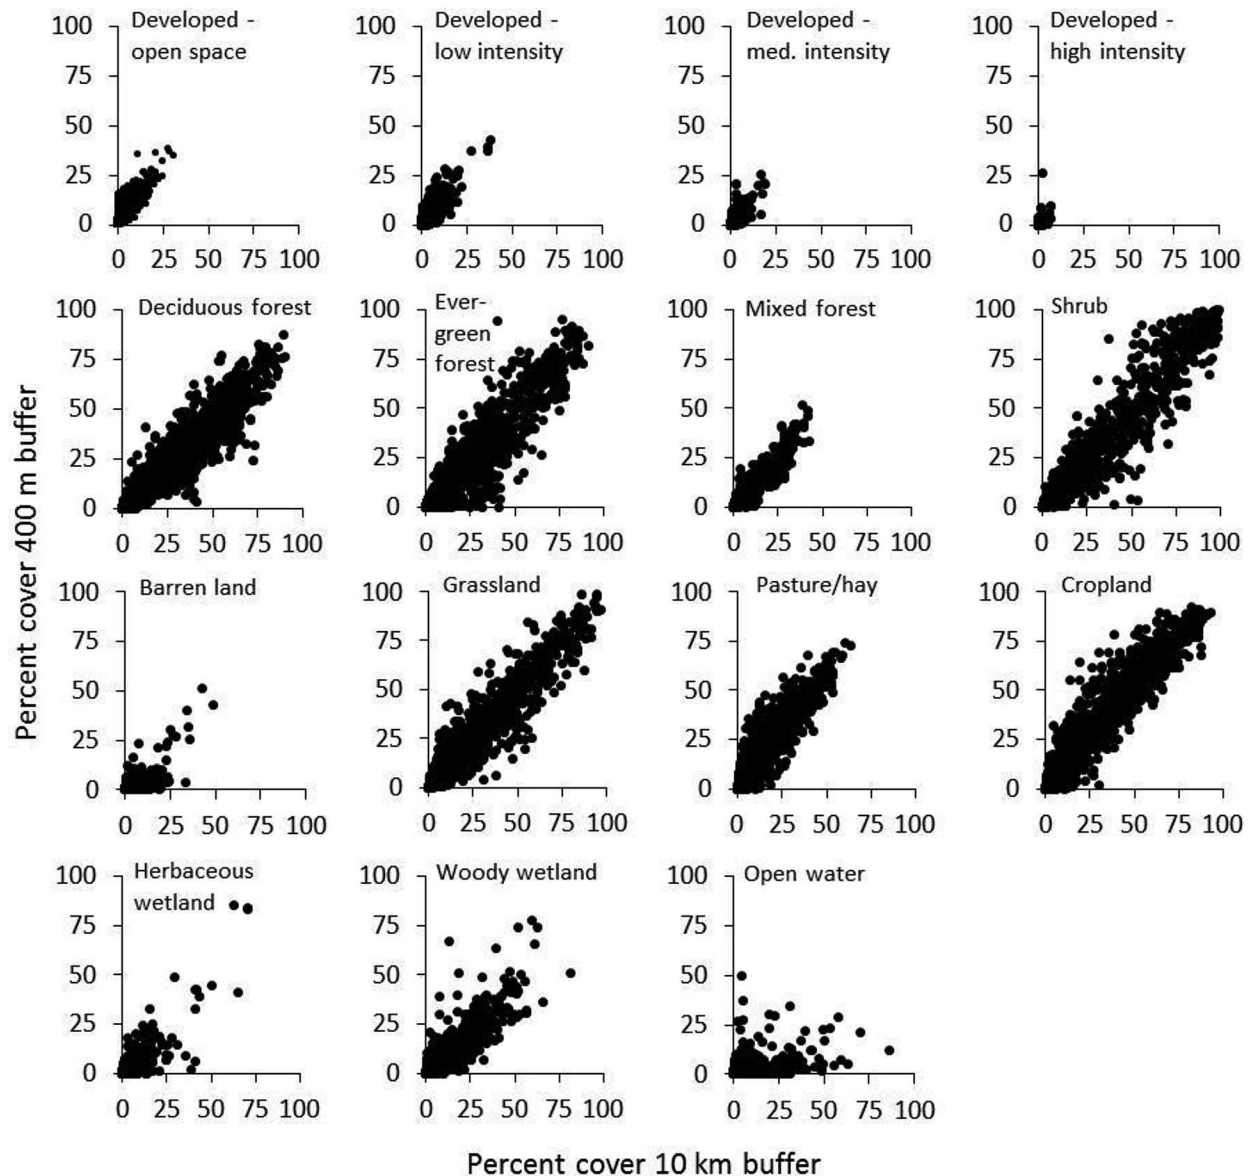 Percent cover 400 m buffer
Developed -
open space
100
75
50
25
0
0 25 50 75 100
Developed -
low intensity
100
75
50
25
0
0 25 50 75 100
Developed -
med. intensity
100
75
50
25
0
0 25 50 75 100
Developed -
high intensity
100
75
50
25
0
0 25 50 75 100
Deciduous forest
100
75
50
25
0
0 25 50 75 100
Ever-
green
forest
100
75
50
25
0
0 25 50 75 100
Mixed forest
100
75
50
25
0
0 25 50 75 100
Shrub
100
75
50
25
0
0 25 50 75 100
Barren land
100
75
50
25
0
0 25 50 75 100
Grassland
100
75
50
25
0
0 25 50 75 100
Pasture/hay
100
75
50
25
0
0 25 50 75 100
Cropland
100
75
50
25
0
0 25 50 75 100
Herbaceous
wetland
100
75
50
25
0
0 25 50 75 100
Woody wetland
100
75
50
25
0
0 25 50 75 100
Open water
100
75
50
25
0
0 25 50 75 100
Percent cover 10 km buffer